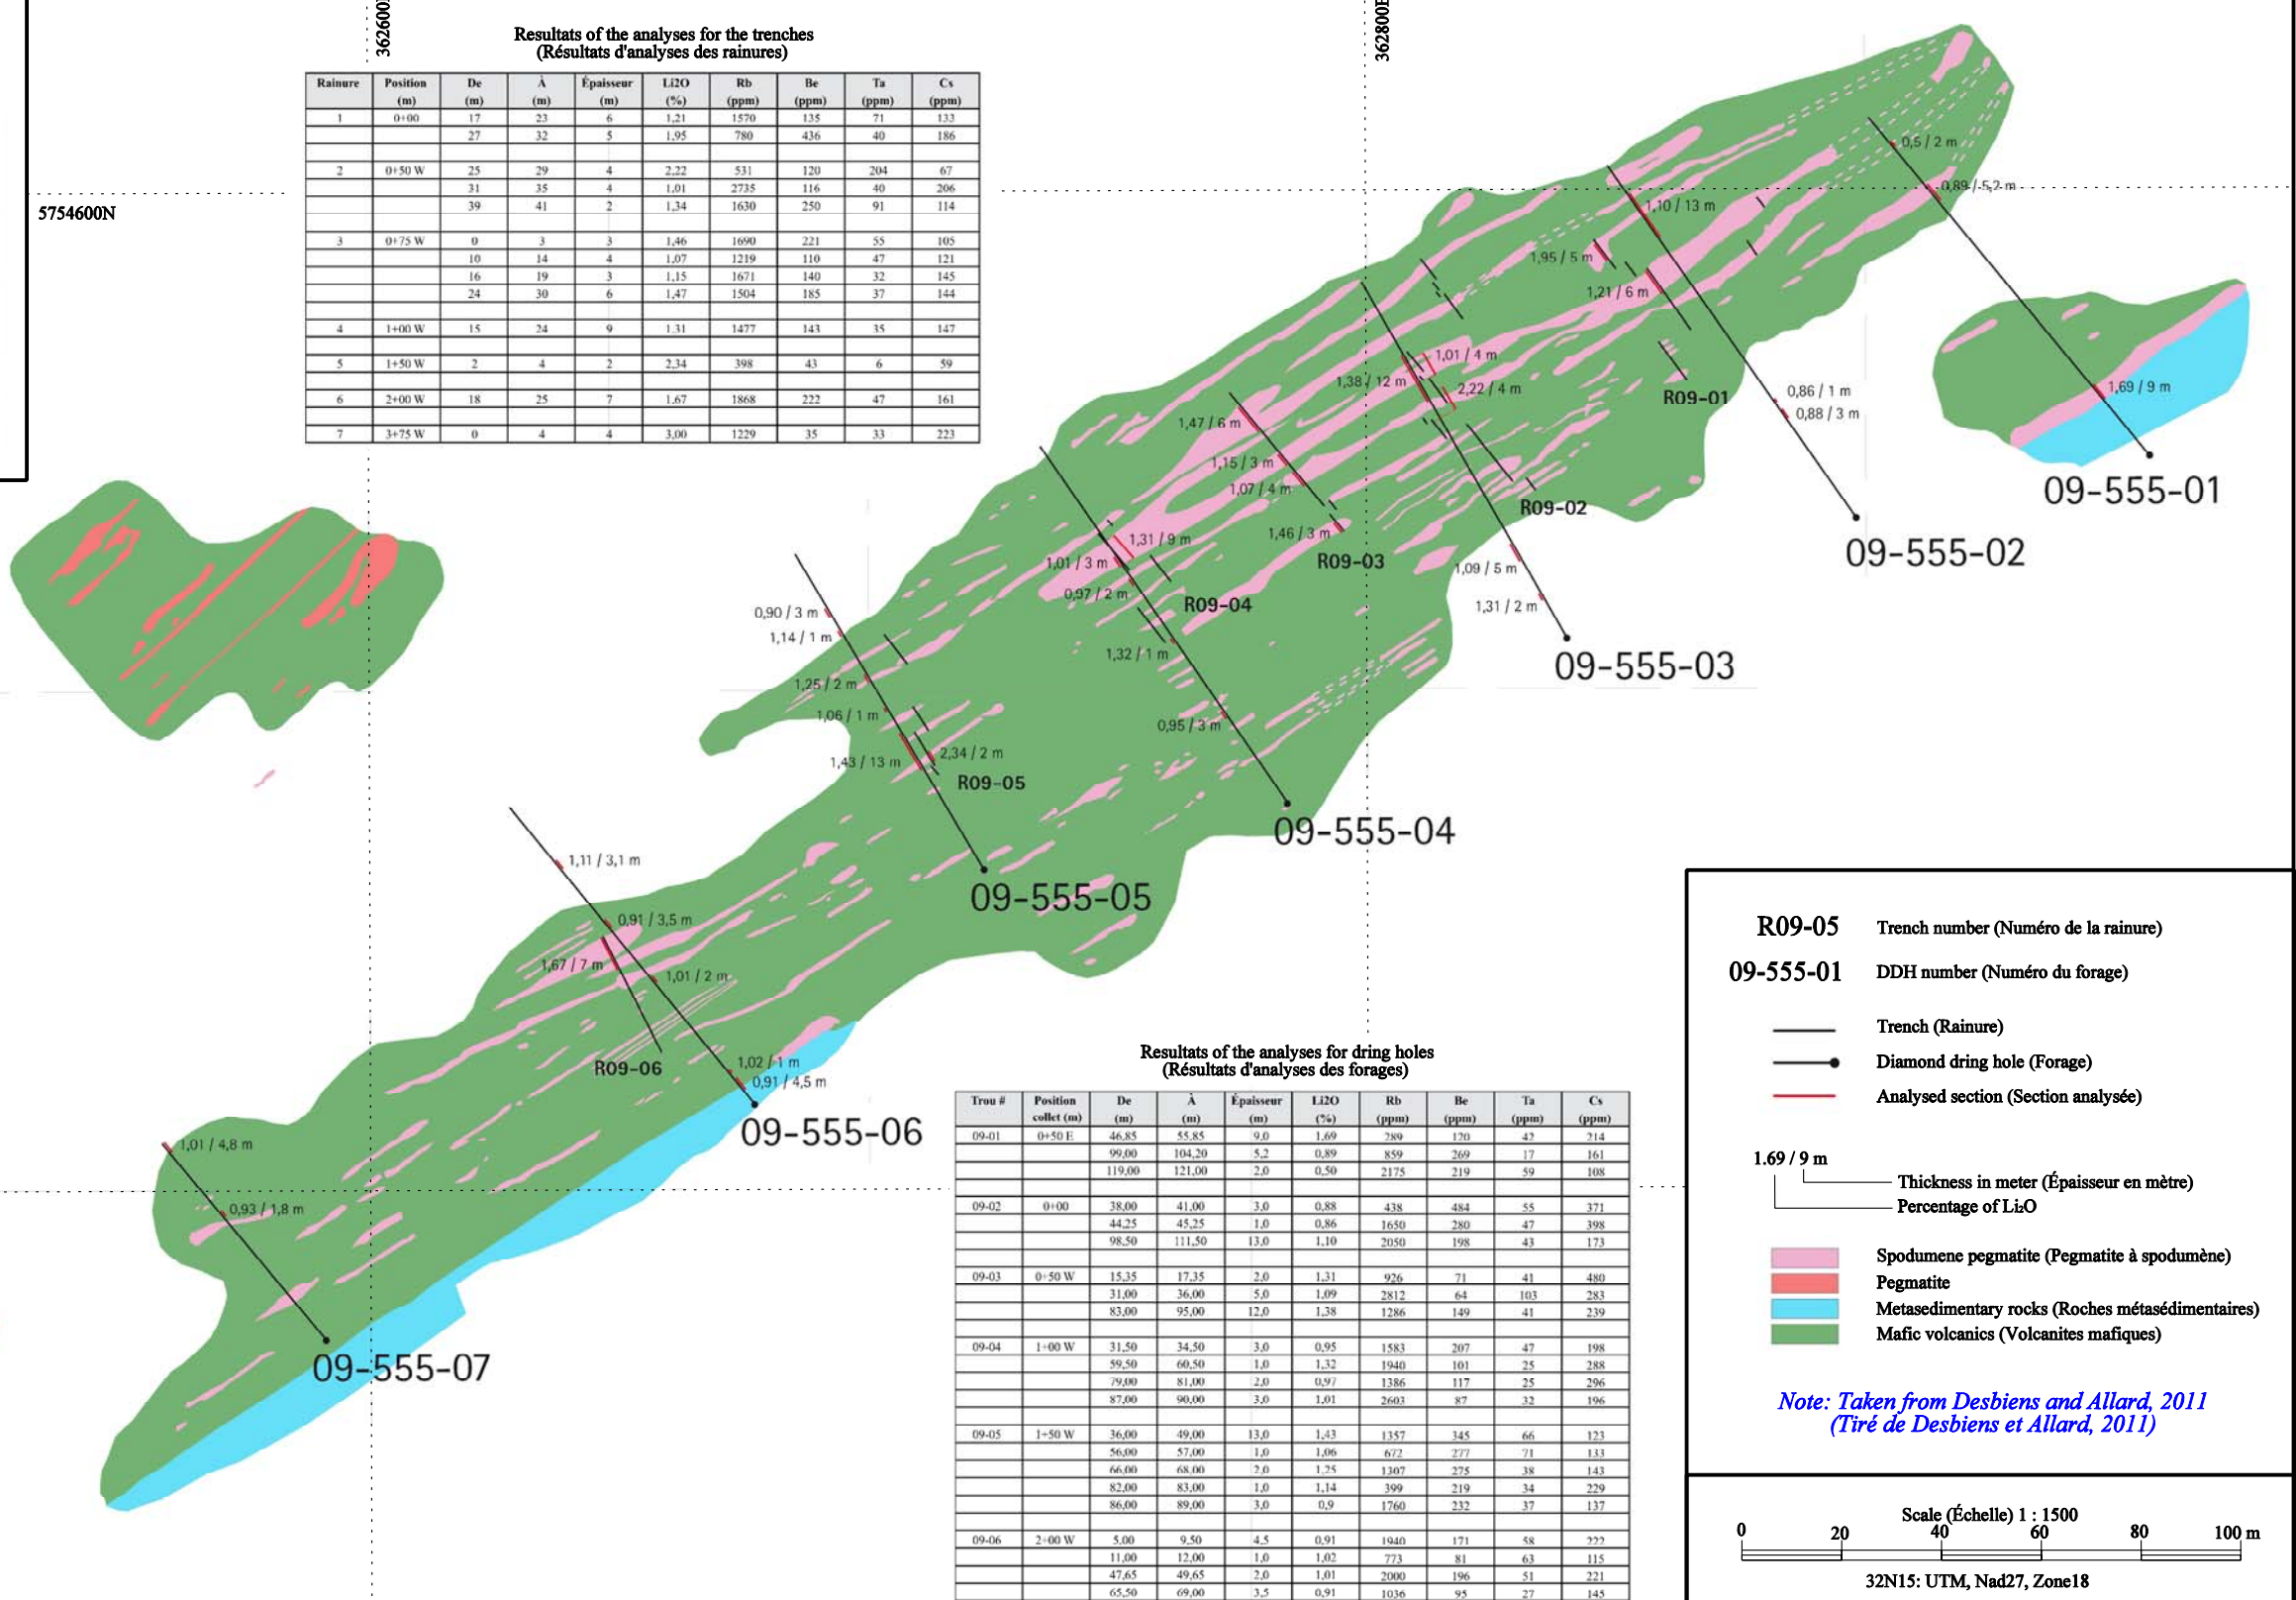 362600
362800E
5754600N
Resultats of the analyses for the trenches
(Résultats d'analyses des rainures)
Rainure Position De À Épaisseur Li2O Rb Be Ta Cs
(m) (m) (m) (m) (%) (ppm) (ppm) (ppm) (ppm)
1 0+00 17 23 6 1,21 1570 135 71 133
27 32 5 1,95 780 436 40 186
2 0+50 W 25 29 4 2,22 531 120 204 67
31 35 4 1,01 2735 116 40 206
39 41 2 1,34 1630 250 91 114
3 0+75 W 0 3 3 1,46 1690 221 55 105
10 14 4 1,07 1219 110 47 121
16 19 3 1,15 1671 140 32 145
24 30 6 1,47 1504 185 37 144
4 1+00 W 15 24 9 1.31 1477 143 35 147
5 1+50 W 2 4 2 2,34 398 43 6 59
6 2+00 W 18 25 7 1.67 1868 222 47 161
7 3+75 W 0 4 4 3,00 1229 35 33 223
0,5 / 2 m
0,89 / 5,2 m
1,10 / 13 m
1,95 / 5 m
1,21 / 6 m
1,01 / 4 m
1,38 / 12 m
2,22 / 4 m
R09-01
0,86 / 1 m
0,88 / 3 m
1,69 / 9 m
09-555-01
1,47 / 6 m
1,15 / 3 m
1,07 / 4 m
R09-02
1,46 / 3 m
R09-03
09-555-02
1,31 / 9 m
1,01 / 3 m
0,97 / 2 m
R09-04
1,09 / 5 m
1,31 / 2 m
09-555-03
0,90 / 3 m
1,14 / 1 m
1,32 / 1 m
1,25 / 2 m
1,06 / 1 m
0,95 / 3 m
2,34 / 2 m
1,43 / 13 m
R09-05
09-555-04
1,11 / 3,1 m
09-555-05
0,91 / 3,5 m
1,67 / 7 m
1,01 / 2 m
R09-06
1,02 / 1 m
0,91 / 4,5 m
09-555-06
1,01 / 4,8 m
0,93 / 1,8 m
09-555-07
Resultats of the analyses for dring holes
(Résultats d'analyses des forages)
Trou # Position De À Épaisseur Li2O Rb Be Ta Cs
collet (m) (m) (m) (m) (%) (ppm) (ppm) (ppm) (ppm)
09-01 0+50 E 46,85 55,85 9,0 1,69 289 120 42 214
99,00 104,20 5,2 0,89 859 269 17 161
119,00 121,00 2,0 0,50 2175 219 59 108
09-02 0+00 38,00 41,00 3,0 0,88 438 484 55 371
44,25 45,25 1,0 0,86 1650 280 47 398
98,50 111,50 13,0 1,10 2050 198 43 173
09-03 0+50 W 15,35 17,35 2,0 1,31 926 71 41 480
31,00 36,00 5,0 1,09 2812 64 103 283
83,00 95,00 12,0 1,38 1286 149 41 239
09-04 1+00 W 31,50 34,50 3,0 0,95 1583 207 47 198
59,50 60,50 1,0 1,32 1940 101 25 288
79,00 81,00 2,0 0,97 1386 117 25 296
87,00 90,00 3,0 1,01 2603 87 32 196
09-05 1+50 W 36,00 49,00 13,0 1,43 1357 345 66 123
56,00 57,00 1,0 1,06 672 277 71 133
66,00 68,00 2,0 1,25 1307 275 38 143
82,00 83,00 1,0 1,14 399 219 34 229
86,00 89,00 3,0 0,9 1760 232 37 137
09-06 2+00 W 5,00 9,50 4,5 0,91 1940 171 58 222
11,00 12,00 1,0 1,02 773 81 63 115
47,65 49,65 2,0 1,01 2000 196 51 221
65,50 69,00 3,5 0,91 1036 95 27 145
R09-05 Trench number (Numéro de la rainure)
09-555-01 DDH number (Numéro du forage)
Trench (Rainure)
Diamond dring hole (Forage)
Analysed section (Section analysée)
1.69 / 9 m
Thickness in meter (Épaisseur en mètre)
Percentage of Li2O
Spodumene pegmatite (Pegmatite à spodumène)
Pegmatite
Metasedimentary rocks (Roches métasédimentaires)
Mafic volcanics (Volcanites mafiques)
Note: Taken from Desbiens and Allard, 2011
(Tiré de Desbiens et Allard, 2011)
Scale (Échelle) 1 : 1500
0 20 40 60 80 100 m
32N15: UTM, Nad27, Zone18